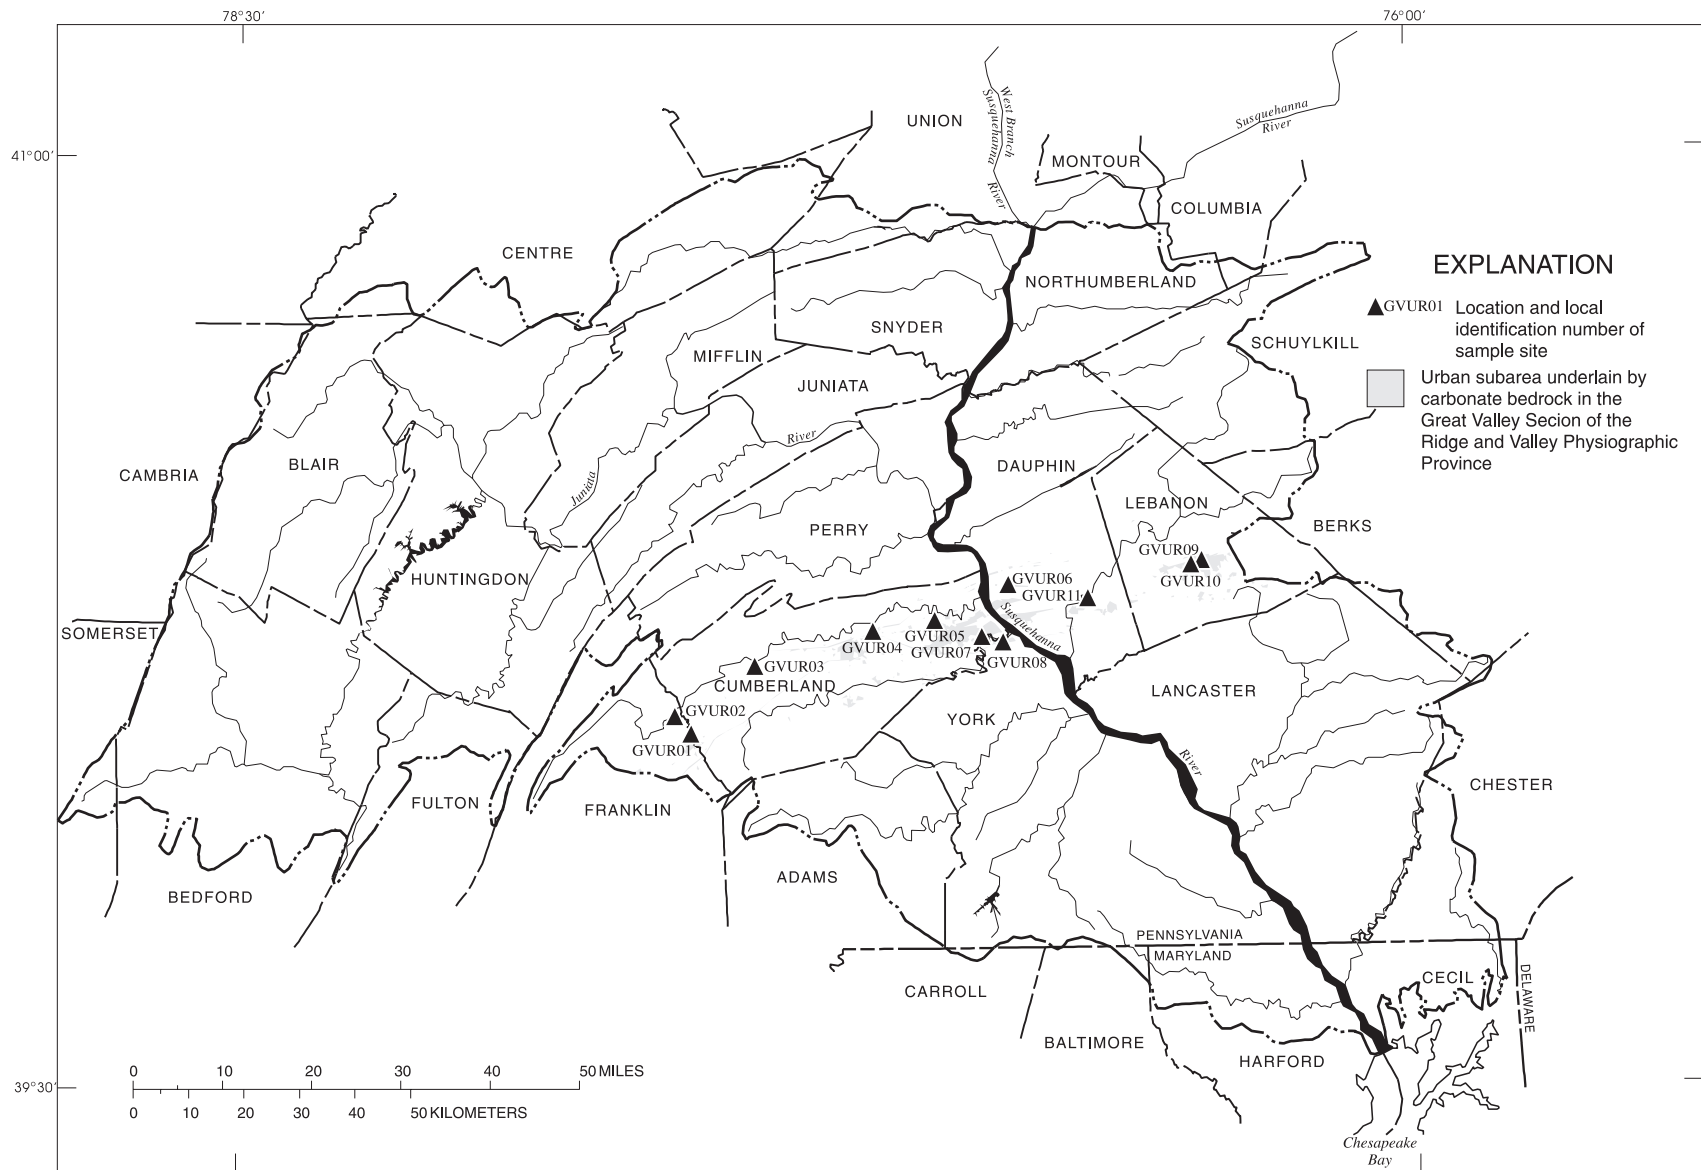 78°30'
76°00'
41°00'
39°30'
UNION
West Branch
Susquehanna
River
Susquehanna
River
MONTOUR
COLUMBIA
CENTRE
NORTHUMBERLAND
SNYDER
MIFFLIN
JUNIATA
SCHUYLKILL
EXPLANATION
GVUR01
Location and local
identification number of
sample site
Urban subarea underlain by
carbonate bedrock in the
Great Valley Secion of the
Ridge and Valley Physiographic
Province
CAMBRIA
BLAIR
River
Juniata
DAUPHIN
LEBANON
BERKS
PERRY
HUNTINGDON
SOMERSET
GVUR09
GVUR10
GVUR06
GVUR11
GVUR05
GVUR04
GVUR07
GVUR08
Susquehanna
GVUR03
CUMBERLAND
GVUR02
GVUR01
LANCASTER
YORK
River
CHESTER
FULTON
FRANKLIN
ADAMS
BEDFORD
PENNSYLVANIA
MARYLAND
DELAWARE
CECIL
CARROLL
BALTIMORE
HARFORD
0 10 20 30 40 50 MILES
0 10 20 30 40 50 KILOMETERS
Chesapeake
Bay